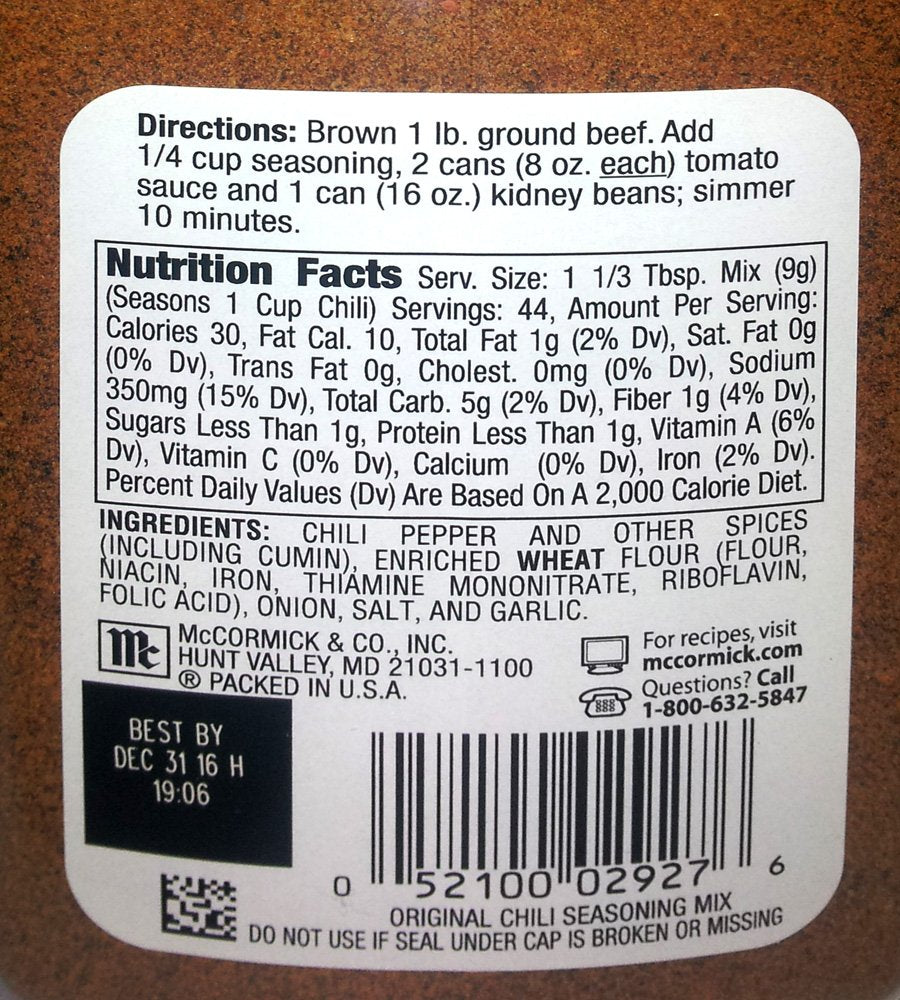 Directions: Brown 1 lb. ground beef. Add
1/4 cup seasoning, 2 cans (8 oz. each) tomato
sauce and 1 can (16 oz.) kidney beans; simmer
10 minutes.
Nutrition Facts Serv. Size: 1 1/3 Tbsp. Mix (9g)
(Seasons 1 Cup Chili) Servings: 44, Amount Per Serving:
Calories 30, Fat Cal. 10, Total Fat 1g (2% Dv), Sat. Fat 0g
(0% Dv), Trans Fat 0g, Cholest. 0mg (0% Dv), Sodium
350mg (15% Dv), Total Carb. 5g (2% Dv), Fiber 1g (4% Dv),
Sugars Less Than 1g, Protein Less Than 1g, Vitamin A (6%
Dv), Vitamin C (0% Dv), Calcium (0% Dv), Iron (2% Dv).
Percent Daily Values (Dv) Are Based On A 2,000 Calorie Diet.
INGREDIENTS: CHILI PEPPER AND OTHER SPICES
(INCLUDING CUMIN), ENRICHED WHEAT FLOUR (FLOUR,
NIACIN, IRON, THIAMINE MONONITRATE, RIBOFLAVIN,
FOLIC ACID), ONION, SALT, AND GARLIC.
Mc
McCORMICK & CO., INC.
HUNT VALLEY, MD 21031-1100
® PACKED IN U.S.A.
For recipes, visit
mccormick.com
Questions? Call
1-800-632-5847
BEST BY
DEC 31 16 H
19:06
0 52100 02927 6
ORIGINAL CHILI SEASONING MIX
DO NOT USE IF SEAL UNDER CAP IS BROKEN OR MISSING